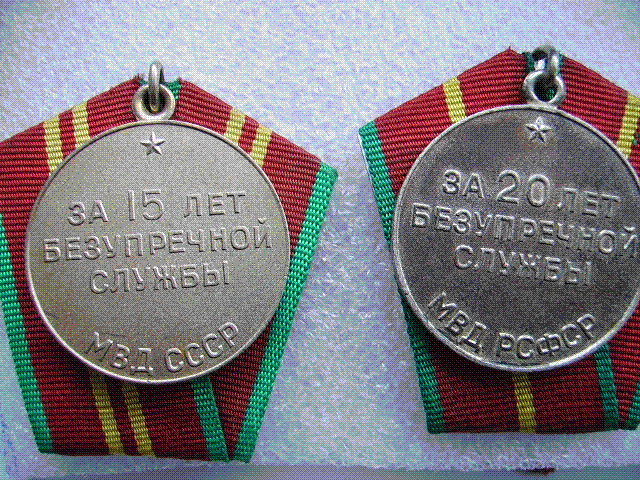 ЗА 15 ЛЕТ
БЕЗУПРЕЧНОЙ
СЛУЖБЫ
МВД СССР
ЗА 20 ЛЕТ
БЕЗУПРЕЧНОЙ
СЛУЖБЫ
МВД РСФСР